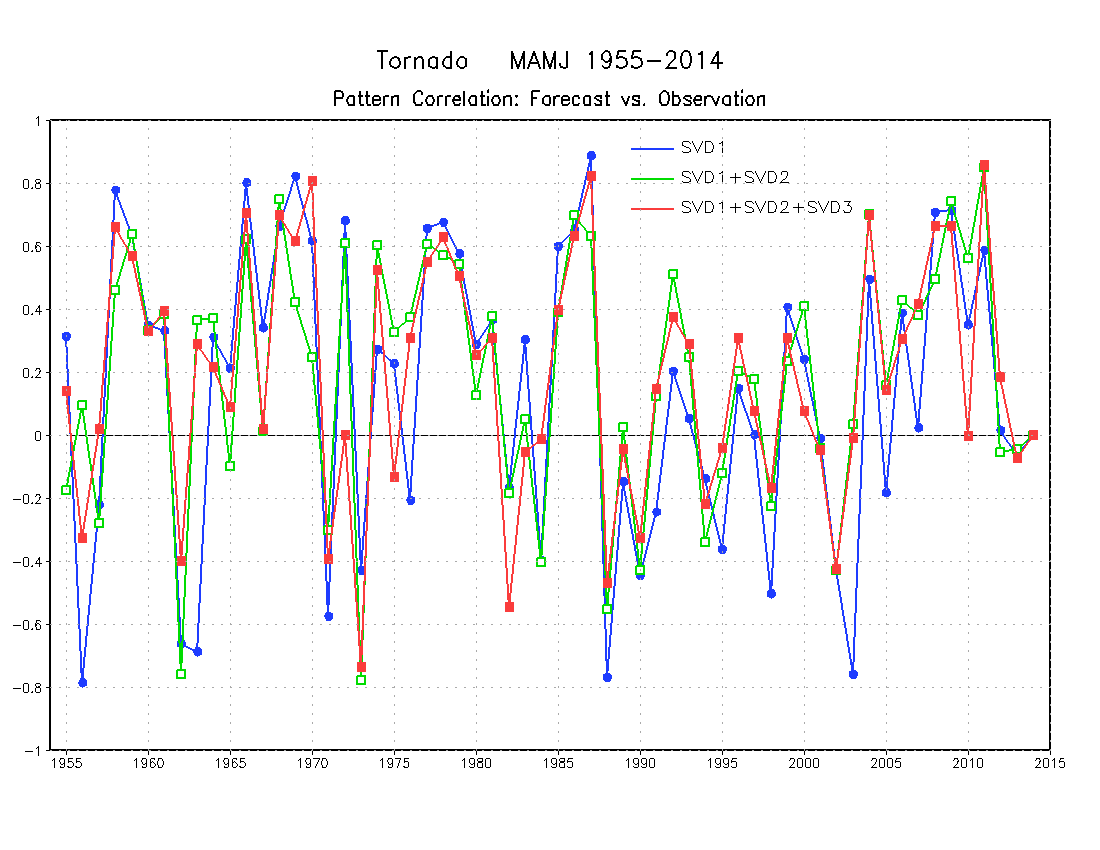 Tornado   MAMJ 1955−2014
Pattern Correlation: Forecast vs. Observation
SVD1
SVD1+SVD2
SVD1+SVD2+SVD3
1
0.8
0.6
0.4
0.2
0
−0.2
−0.4
−0.6
−0.8
−1
1955 1960 1965 1970 1975 1980 1985 1990 1995 2000 2005 2010 2015